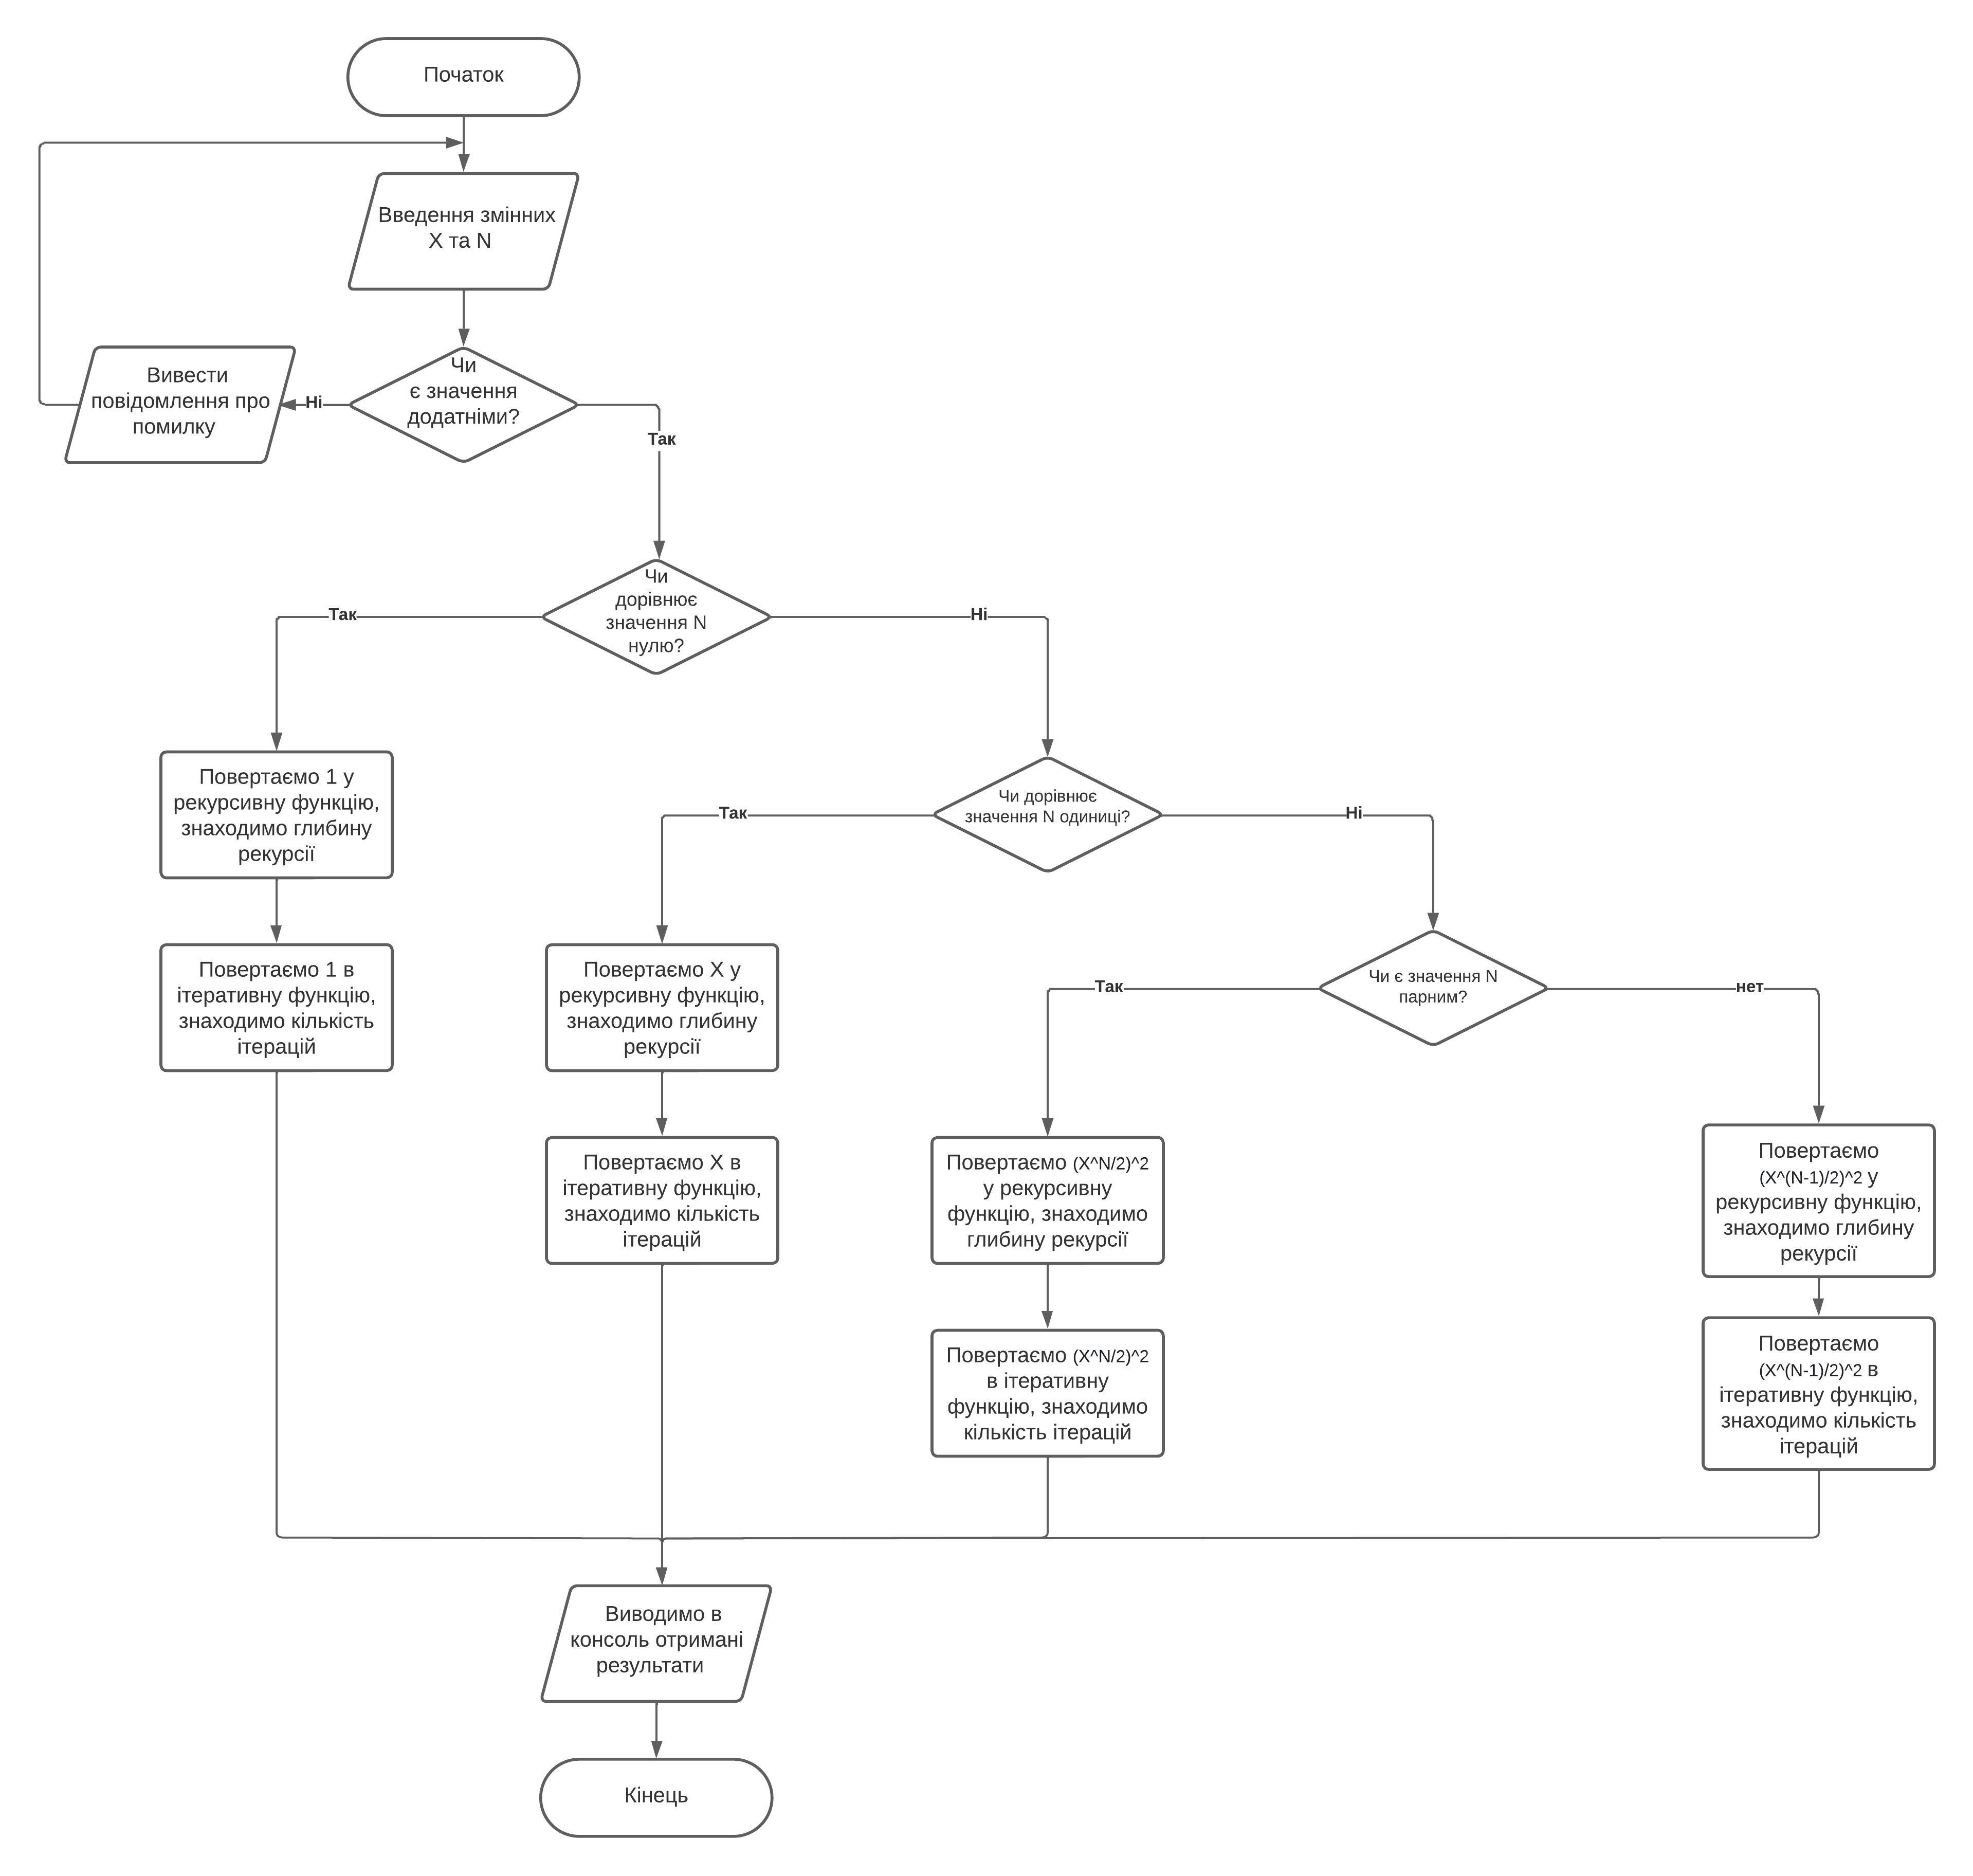 Початок
Введення змінних
X та N
Чи
є значення
додатніми?
Ні
Вивести
повідомлення про
помилку
Так
Чи
дорівнює
значення N
нулю?
Так
Ні
Повертаємо 1 у
рекурсивну функцію,
знаходимо глибину
рекурсії
Чи дорівнює
значення N одиниці?
Так
Ні
Повертаємо 1 в
ітеративну функцію,
знаходимо кількість
ітерацій
Повертаємо X у
рекурсивну функцію,
знаходимо глибину
рекурсії
Чи є значення N
парним?
Так
нет
Повертаємо X в
ітеративну функцію,
знаходимо кількість
ітерацій
Повертаємо (X^N/2)^2
у рекурсивну
функцію, знаходимо
глибину рекурсії
Повертаємо
(X^(N-1)/2)^2 у
рекурсивну функцію,
знаходимо глибину
рекурсії
Повертаємо (X^N/2)^2
в ітеративну
функцію, знаходимо
кількість ітерацій
Повертаємо
(X^(N-1)/2)^2 в
ітеративну функцію,
знаходимо кількість
ітерацій
Виводимо в
консоль отримані
результати
Кінець